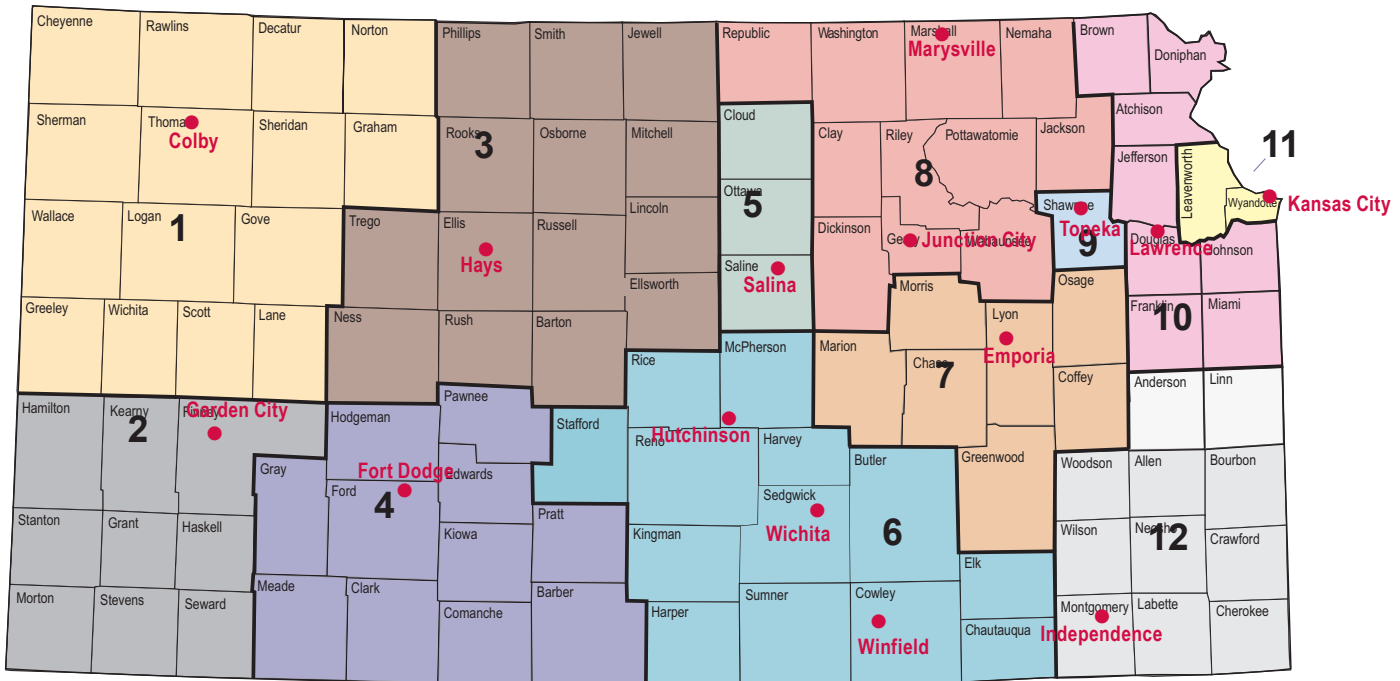 Cheyenne
Rawlins
Decatur
Norton
Phillips
Smith
Jewell
Republic
Washington
Marshall
Marysville
Nemaha
Brown
Doniphan
Sherman
Thomas
Colby
Sheridan
Graham
Rooks
3
Osborne
Mitchell
Cloud
Clay
Riley
Pottawatomie
8
Jackson
Atchison
Jefferson
Leavenworth
11
Wyandotte
Kansas City
Wallace
Logan
1
Gove
Trego
Ellis
Hays
Russell
Lincoln
Ottawa
5
Dickinson
Geary
Junction City
Wabaunsee
Shawnee
Topeka
9
Douglas
Lawrence
Johnson
Saline
Salina
Ellsworth
Morris
Osage
Greeley
Wichita
Scott
Lane
Ness
Rush
Barton
Rice
McPherson
Marion
Chase
7
Lyon
Emporia
Coffey
Franklin
10
Miami
Anderson
Linn
Hamilton
Kearny
2
Finney
Garden City
Hodgeman
Pawnee
Stafford
Reno
Hutchinson
Harvey
Butler
Greenwood
Woodson
Allen
Bourbon
Gray
Fort Dodge
Ford
4
Edwards
Sedgwick
Wichita
6
Stanton
Grant
Haskell
Kiowa
Pratt
Kingman
Elk
Wilson
Neosho
12
Crawford
Morton
Stevens
Seward
Meade
Clark
Comanche
Barber
Harper
Sumner
Cowley
Winfield
Chautauqua
Montgomery
Independence
Labette
Cherokee